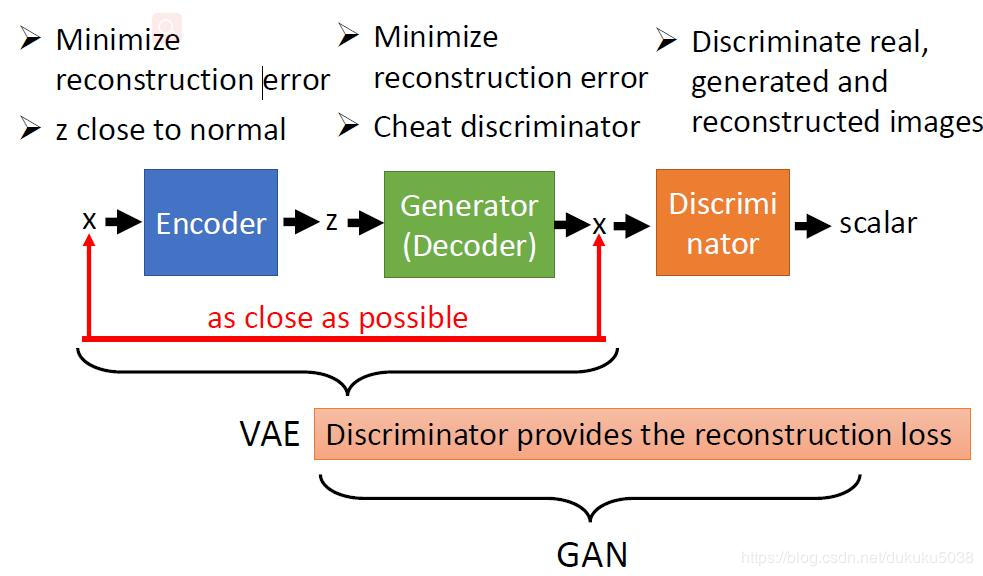 ➢ Minimize
reconstruction error
➢ z close to normal
➢ Minimize
reconstruction error
➢ Cheat discriminator
➢ Discriminate real,
generated and
reconstructed images
x
Encoder
z
Generator
(Decoder)
x
Discrimi
nator
scalar
as close as possible
VAE
Discriminator provides the reconstruction loss
GAN
https://blog.csdn.net/dukuku5038